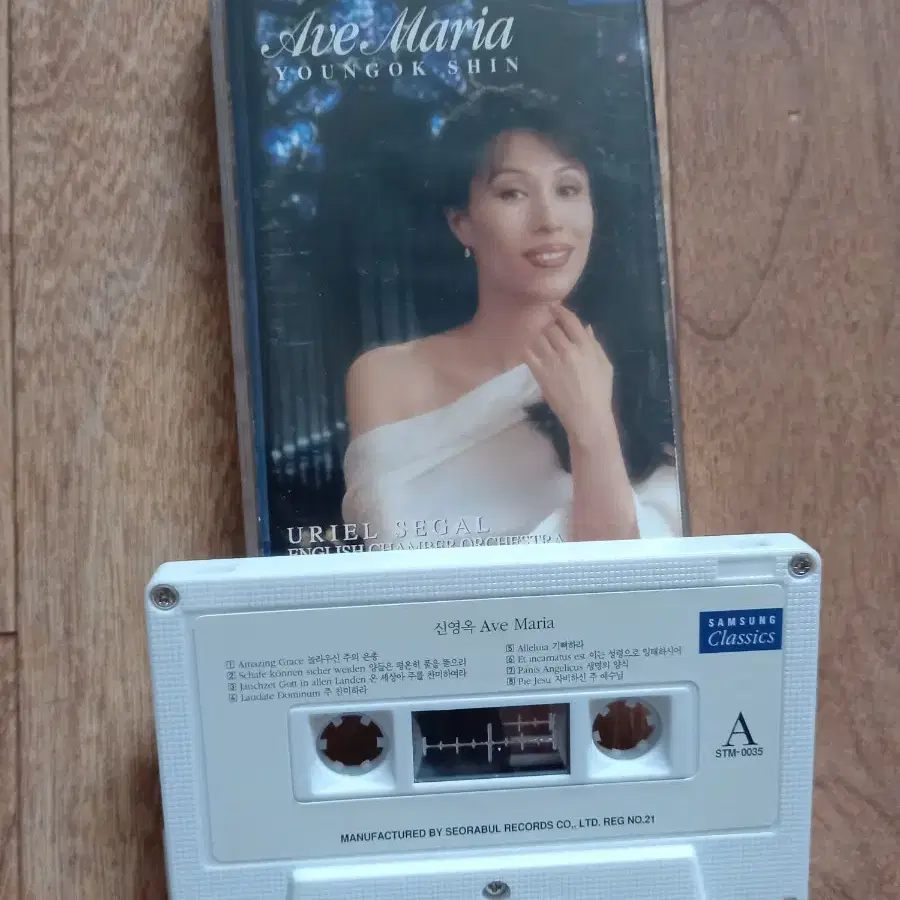 Ave Maria
YOUNGOK SHIN
URIEL SEGAL
ENGLISH CHAMBER ORCHESTRA
신영옥 Ave Maria
① Amazing Grace 놀라우신 주의 은총
② Schafe können sicher weiden 양들은 평온히 풀을 뜯으리
③ Jauchzet Gott in allen Landen 온 세상아 주를 찬미하여라
④ Laudate Dominum 주 찬미하라
⑤ Alleluia 기뻐하라
⑥ Et incarnatus est 이는 성령으로 잉태하시어
⑦ Panis Angelicus 생명의 양식
⑧ Pie Jesu 자비하신 주 예수님
SAMSUNG
Classics
A
STM-0035
MANUFACTURED BY SEORABUL RECORDS CO., LTD. REG NO.21